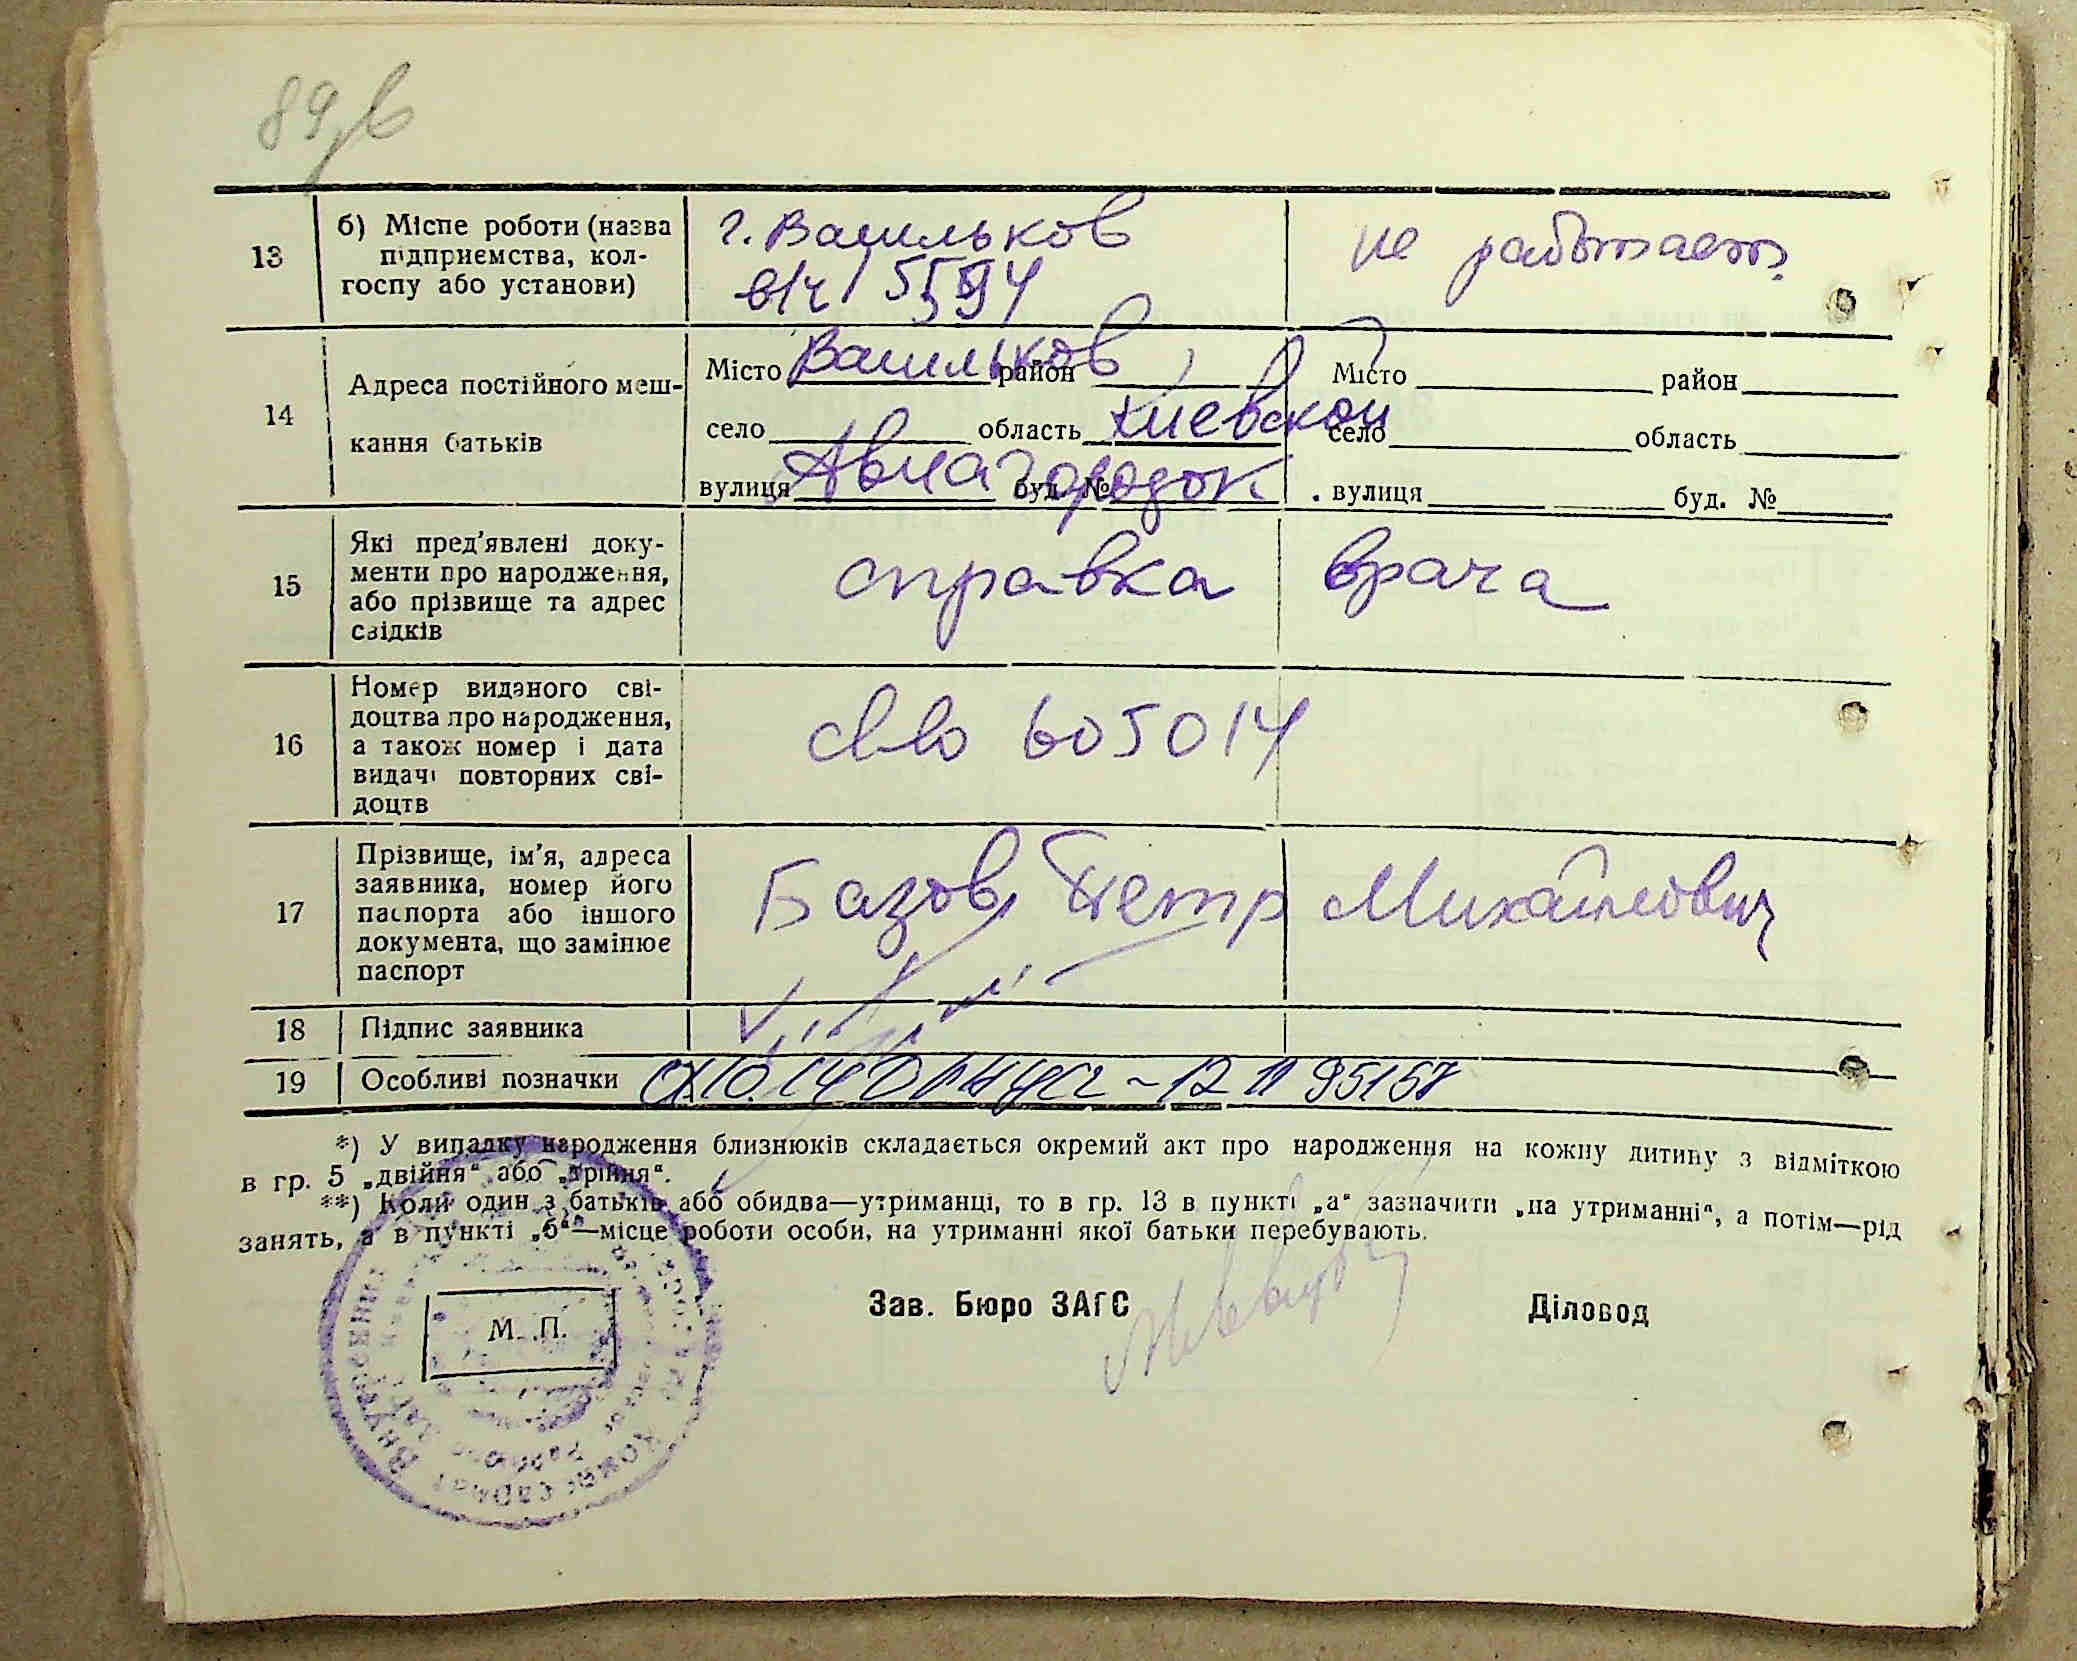 13
б) Місце роботи (назва
підприємства, кол-
госпу або установи)
г. Васильков
в/ч 5594
не работает
14
Адреса постійного меш-
кання батьків
Місто Васильков район
село область Киевской
вулиця Авиагородок буд. №
Місто район
село область
вулиця буд. №
15
Які пред'явлені доку-
менти про народження,
або прізвище та адрес
свідків
справка врача
16
Номер виданого сві-
доцтва про народження,
а також номер і дата
видачі повторних сві-
доцтв
605014
17
Прізвище, ім'я, адреса
заявника, номер його
паспорта або іншого
документа, що замінює
паспорт
Базов Петр Михайлович
18
Підпис заявника
19
Особливі позначки
*) У випадку народження близнюків складається окремий акт про народження на кожну дитину з відміткою
в гр. 5 „двійня" або „трійня".
**) Коли один з батьків або обидва—утриманці, то в гр. 13 в пункті „а" зазначити „на утриманні", а потім—рід
занять, а в пункті „б"—місце роботи особи, на утриманні якої батьки перебувають.
М. П.
Зав. Бюро ЗАГС
Діловод